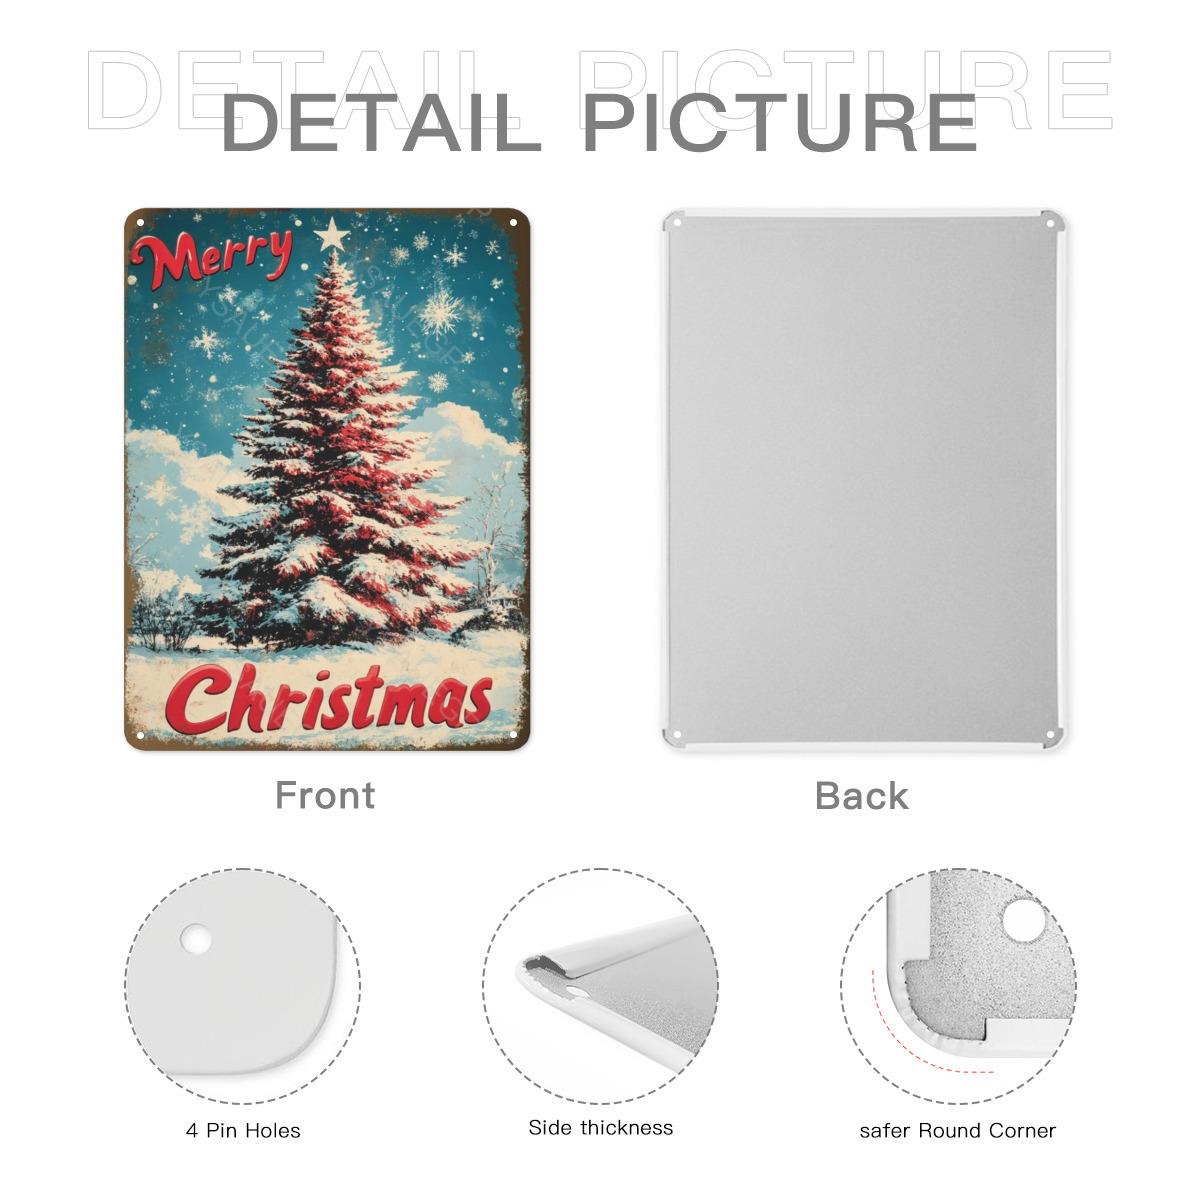 DETAIL PICTURE
DETAIL PICTURE
Merry
Christmas
Front
Back
4 Pin Holes
Side thickness
safer Round Corner